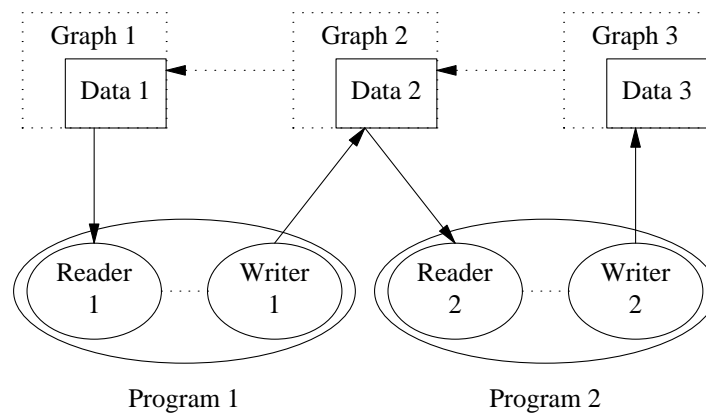 Graph 1
Graph 2
Graph 3
Data 1
Data 2
Data 3
Reader
1
Writer
1
Reader
2
Writer
2
Program 1
Program 2